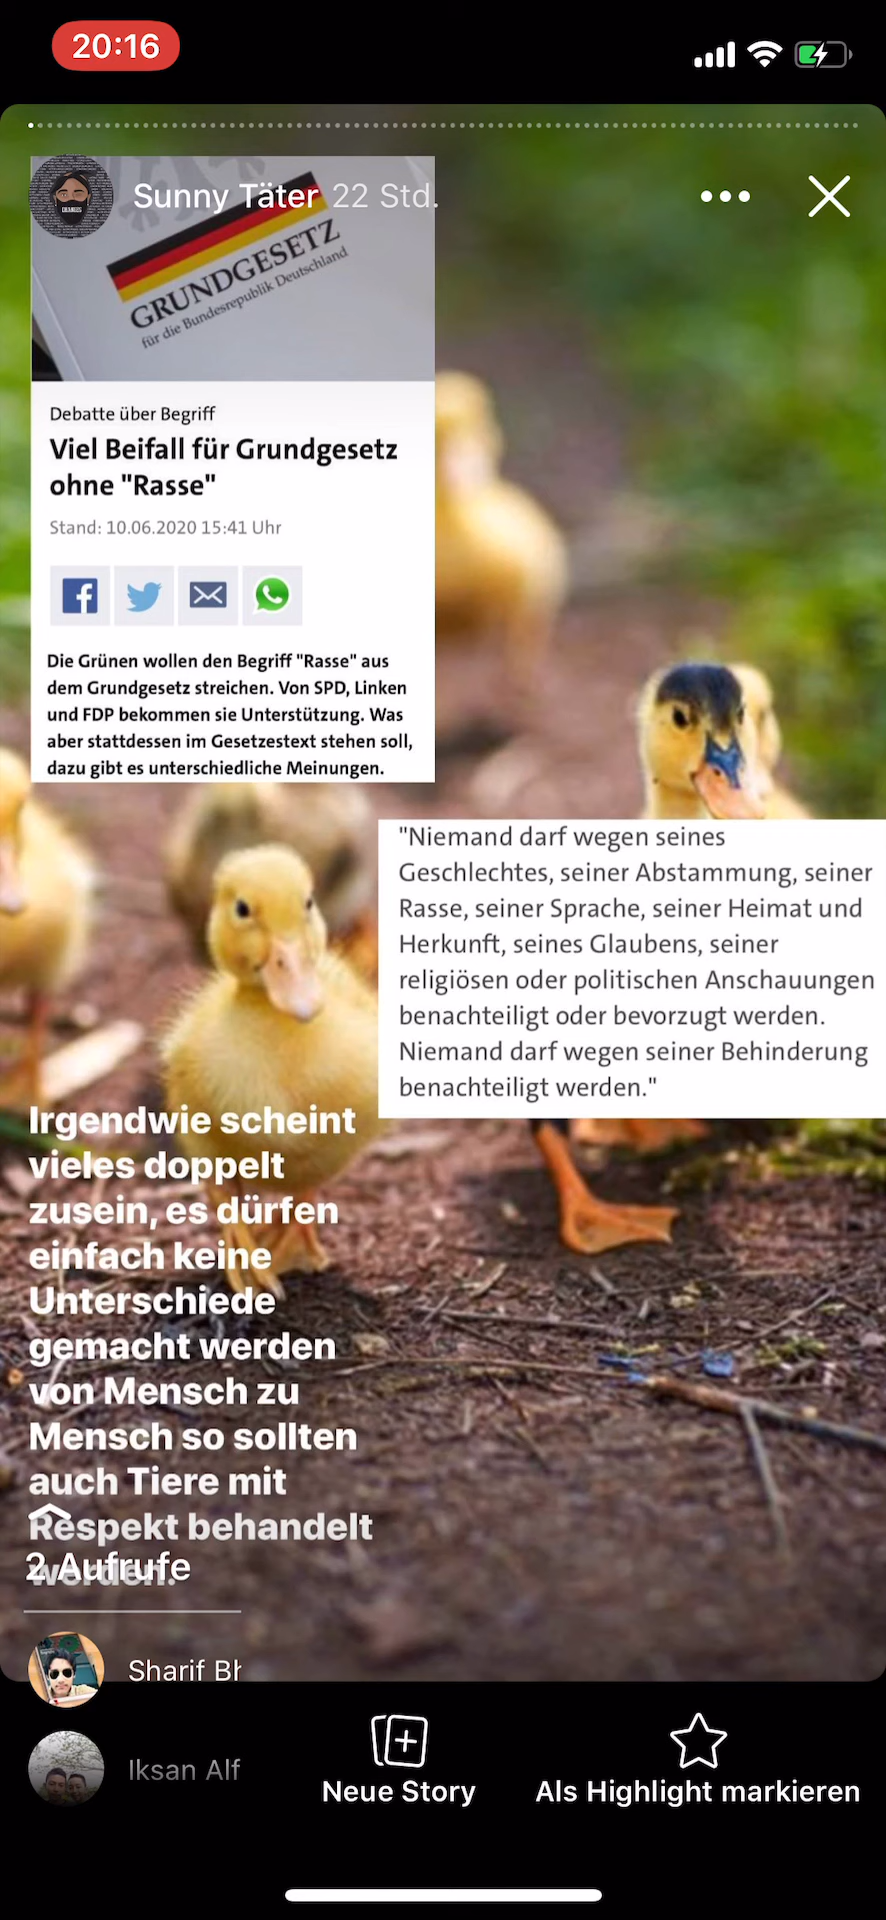 20:16
Sunny Täter 22 Std.
GRUNDGESETZ
für die Bundesrepublik Deutschland
Debatte über Begriff
Viel Beifall für Grundgesetz
ohne "Rasse"
Stand: 10.06.2020 15:41 Uhr
Die Grünen wollen den Begriff "Rasse" aus
dem Grundgesetz streichen. Von SPD, Linken
und FDP bekommen sie Unterstützung. Was
aber stattdessen im Gesetzestext stehen soll,
dazu gibt es unterschiedliche Meinungen.
"Niemand darf wegen seines
Geschlechtes, seiner Abstammung, seiner
Rasse, seiner Sprache, seiner Heimat und
Herkunft, seines Glaubens, seiner
religiösen oder politischen Anschauungen
benachteiligt oder bevorzugt werden.
Niemand darf wegen seiner Behinderung
benachteiligt werden."
Irgendwie scheint
vieles doppelt
zusein, es dürfen
einfach keine
Unterschiede
gemacht werden
von Mensch zu
Mensch so sollten
auch Tiere mit
Respekt behandelt
werden.
2 Aufrufe
Sharif
Iksan Alf
Neue Story
Als Highlight markieren